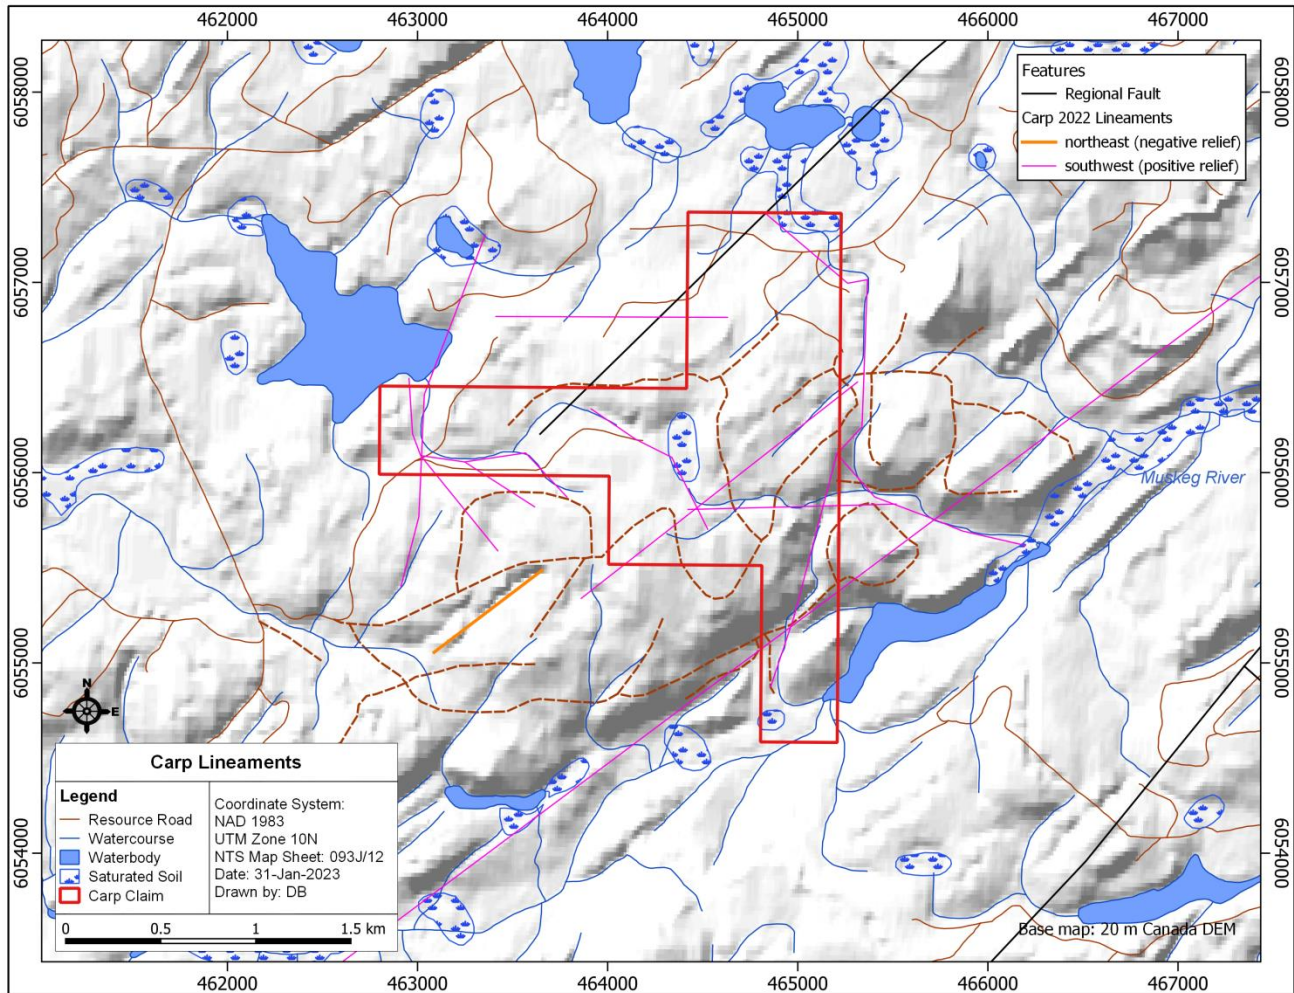 462000 463000 464000 465000 466000 467000
6058000
6057000
6056000
6055000
6054000
6058000
6057000
6056000
6055000
6054000
Features
Regional Fault
Carp 2022 Lineaments
northeast (negative relief)
southwest (positive relief)
Muskeg River
N
E
Carp Lineaments
Legend
Resource Road
Watercourse
Waterbody
Saturated Soil
Carp Claim
Coordinate System:
NAD 1983
UTM Zone 10N
NTS Map Sheet: 093J/12
Date: 31-Jan-2023
Drawn by: DB
0 0.5 1 1.5 km
Base map: 20 m Canada DEM
462000 463000 464000 465000 466000 467000